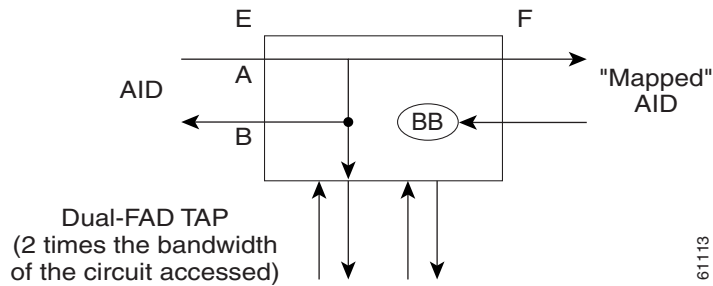 E
F
A
AID
"Mapped"
AID
B
BB
Dual-FAD TAP
(2 times the bandwidth
of the circuit accessed)
61113